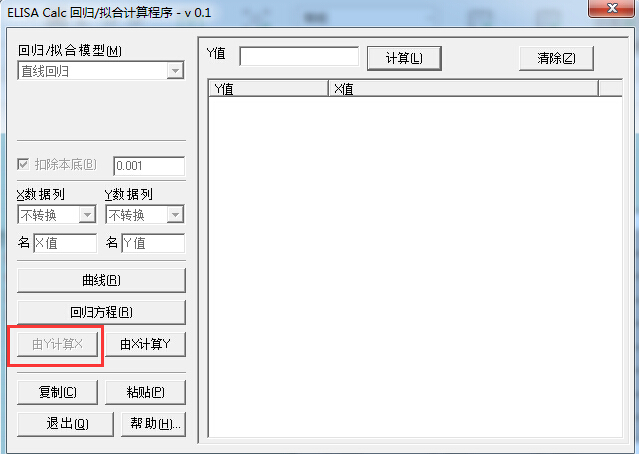 ELISA Calc 回归/拟合计算程序 - v 0.1
回归/拟合模型(M)
直线回归
扣除本底(B) 0.001
X数据列 Y数据列
不转换 不转换
名 X值 名 Y值
曲线(R)
回归方程(R)
由Y计算X 由X计算Y
复制(C) 粘贴(P)
退出(Q) 帮助(H)...
Y值 计算(L) 清除(Z)
Y值 X值